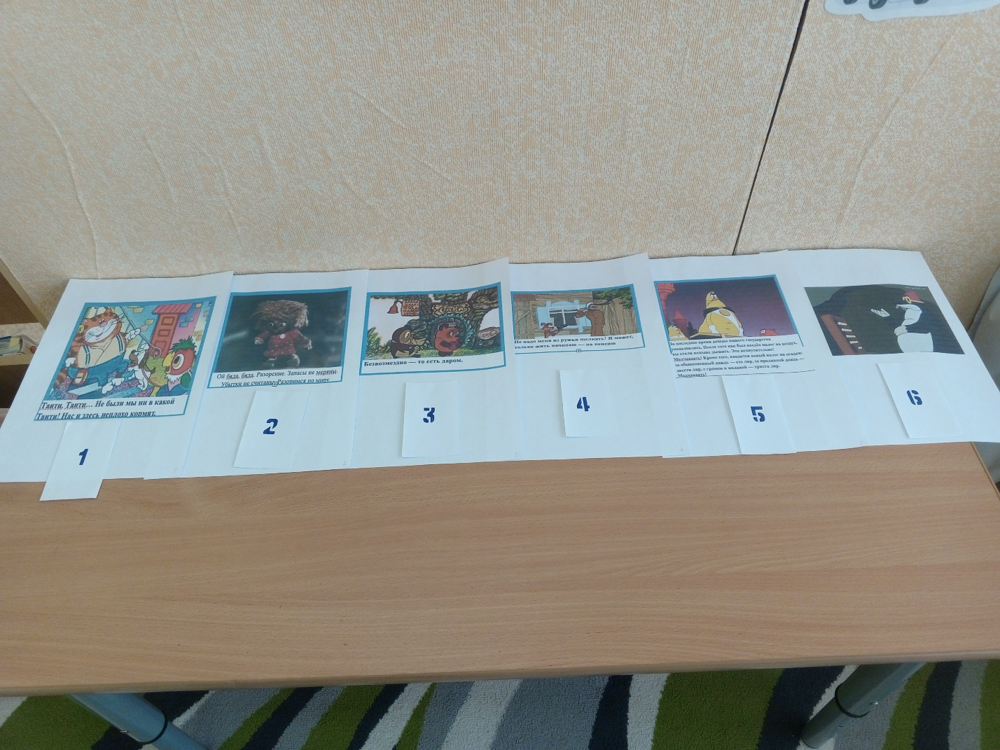 Таити, Таити... Не были мы ни в какой
Таити! Нас и здесь неплохо кормят.
1
Ой бяда, бяда. Разорение. Запасы не меряны.
Убытки не считаны. Разоримся по миру
2
Безвозмездно — то есть даром.
3
Не надо меня из ружья щелкать! Я может,
только жить начинаю — на пенсию
4
За последнее время доходы нашего государства
уменьшились. После того как был введён налог на воздух,
вы стали меньше дышать. Это возмутительно!
Молчааать! Кроме того, вводится новый налог на осадки:
за обыкновенный дождь — сто лир, за проливной дождь —
двести лир, с громом и молнией — триста лир.
Молчааать!
5
6